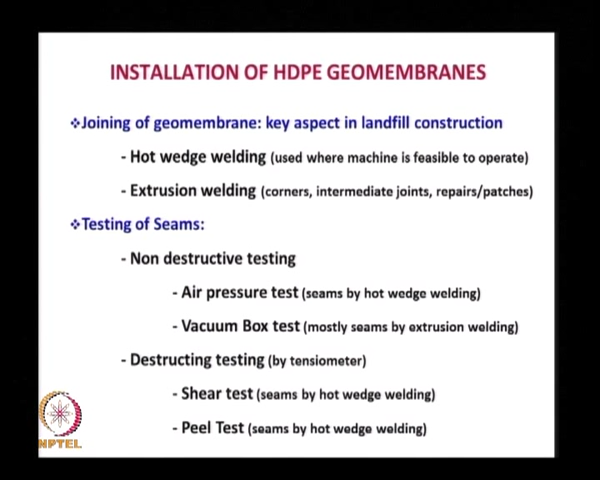 INSTALLATION OF HDPE GEOMEMBRANES
❖Joining of geomembrane: key aspect in landfill construction
- Hot wedge welding (used where machine is feasible to operate)
- Extrusion welding (corners, intermediate joints, repairs/patches)
❖Testing of Seams:
- Non destructive testing
- Air pressure test (seams by hot wedge welding)
- Vacuum Box test (mostly seams by extrusion welding)
- Destructing testing (by tensiometer)
- Shear test (seams by hot wedge welding)
- Peel Test (seams by hot wedge welding)
NPTEL